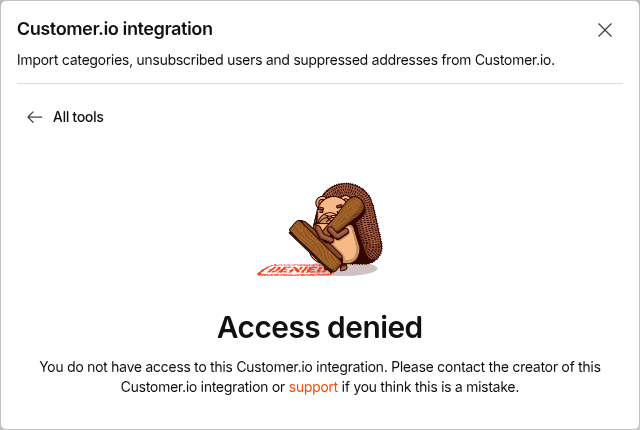 Customer.io integration
Import categories, unsubscribed users and suppressed addresses from Customer.io.
All tools
DENIED
Access denied
You do not have access to this Customer.io integration. Please contact the creator of this
Customer.io integration or support if you think this is a mistake.